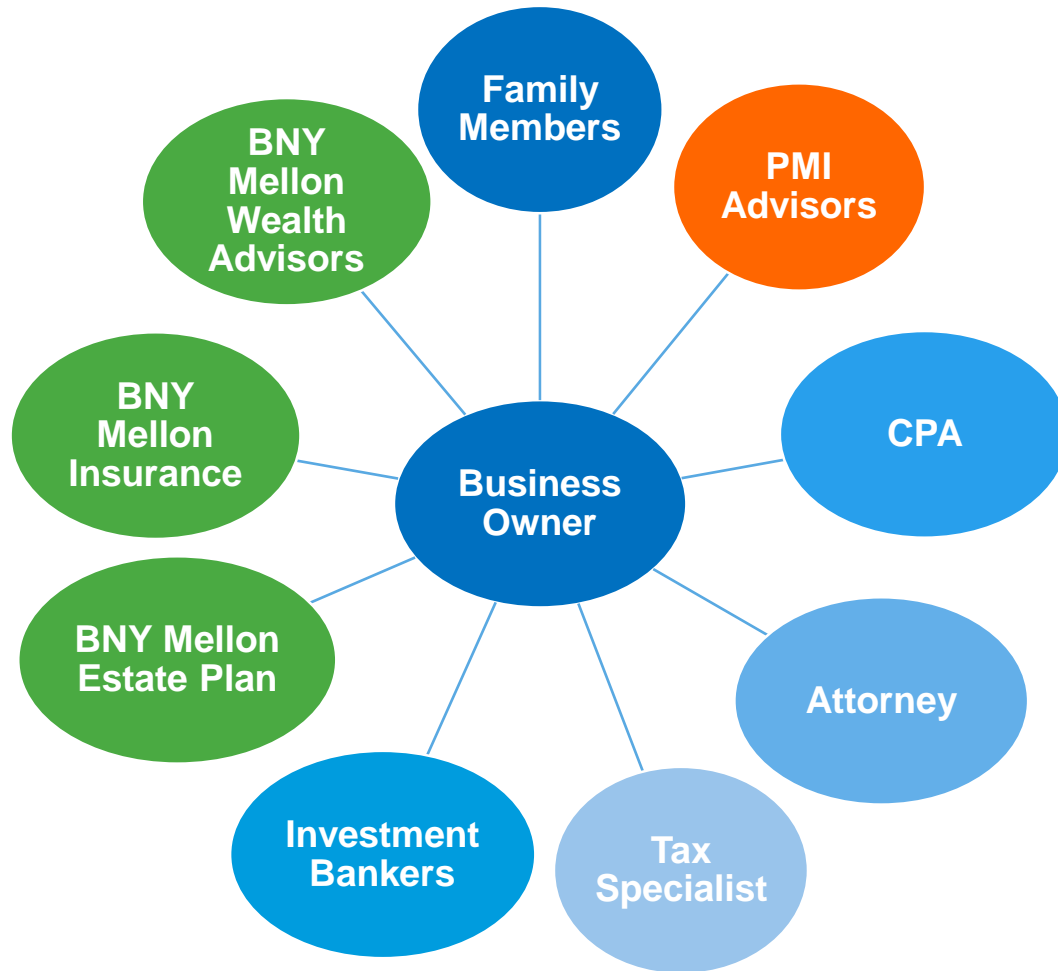 Family
Members
PMI
Advisors
BNY
Mellon
Wealth
Advisors
CPA
BNY
Mellon
Insurance
Business
Owner
Attorney
BNY Mellon
Estate Plan
Investment
Bankers
Tax
Specialist